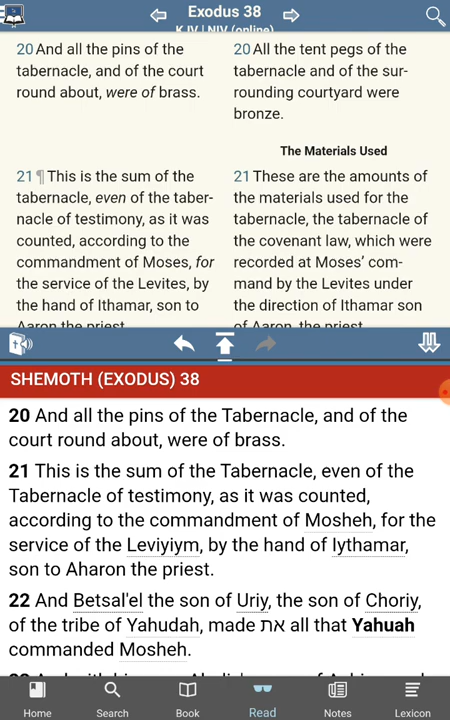 Exodus 38
KJV | NIV (online)
20 And all the pins of the
tabernacle, and of the court
round about, were of brass.
21 ¶ This is the sum of the
tabernacle, even of the taber-
nacle of testimony, as it was
counted, according to the
commandment of Moses, for
the service of the Levites, by
the hand of Ithamar, son to
Aaron the priest
20 All the tent pegs of the
tabernacle and of the sur-
rounding courtyard were
bronze.
The Materials Used
21 These are the amounts of
the materials used for the
tabernacle, the tabernacle of
the covenant law, which were
recorded at Moses’ com-
mand by the Levites under
the direction of Ithamar son
of Aaron, the priest
SHEMOTH (EXODUS) 38
20 And all the pins of the Tabernacle, and of the
court round about, were of brass.
21 This is the sum of the Tabernacle, even of the
Tabernacle of testimony, as it was counted,
according to the commandment of Mosheh, for the
service of the Leviyiym, by the hand of Iythamar,
son to Aharon the priest.
22 And Betsal'el the son of Uriy, the son of Choriy,
of the tribe of Yahudah, made את all that Yahuah
commanded Mosheh.
Home Search Book Read Notes Lexicon